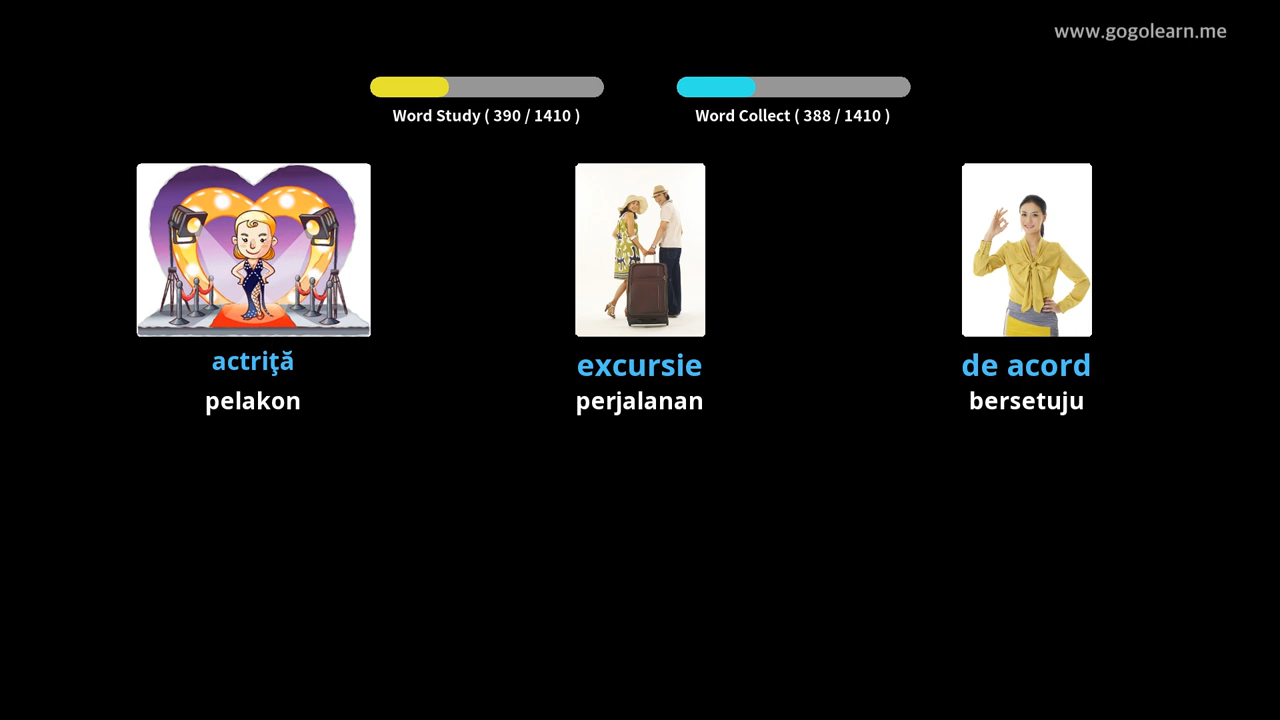 www.gogolearn.me
Word Study ( 390 / 1410 )
Word Collect ( 388 / 1410 )
actriţă
pelakon
excursie
perjalanan
de acord
bersetuju